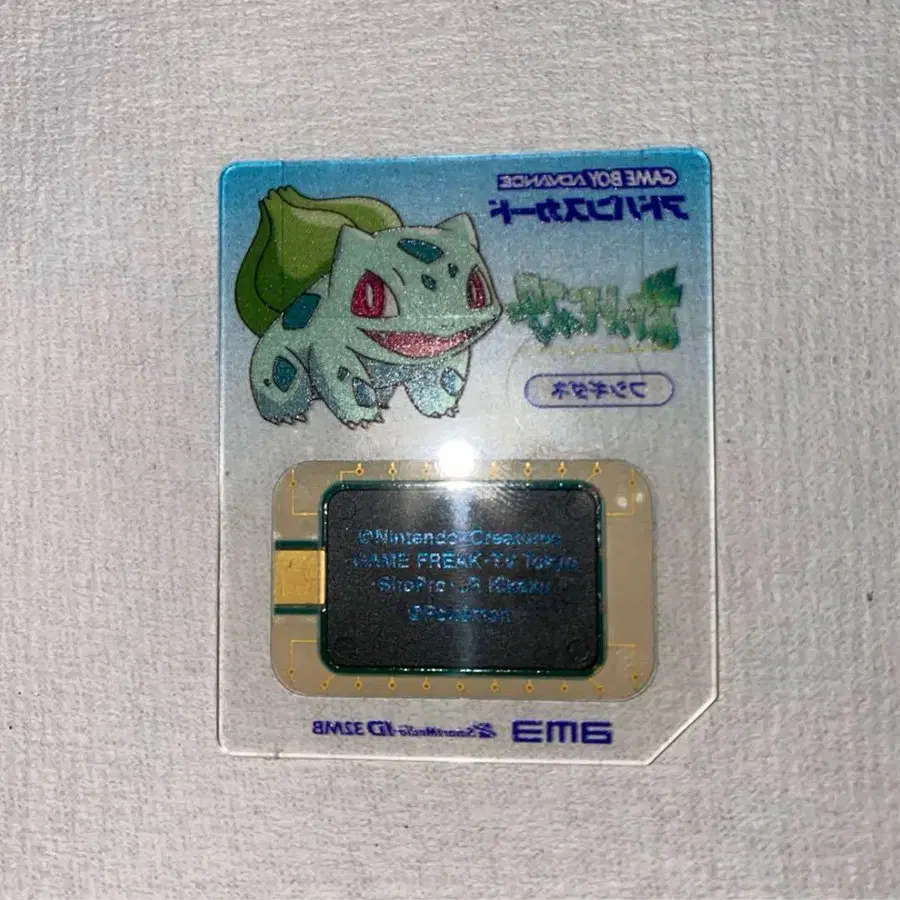 GAME BOY ADVANCE
アドバンスカード
フシギダネ
©Nintendo・Creatures・
GAME FREAK・TV Tokyo・
ShoPro・JR Kikaku
©Pokémon
am3
SmartMedia ID 32MB